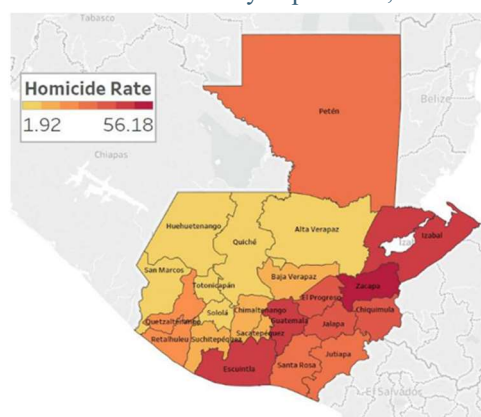 Tabasco
Homicide Rate
1.92 56.18
Petén
Belize
Chiapas
Huehuetenango
Quiché
Alta Verapaz
Izabal
San Marcos
Totonicapán
Baja Verapaz
Zacapa
El Progreso
Sololá
Chimaltenango
Chiquimula
Quetzaltenango
Guatemala
Jalapa
Sacatepéquez
Retalhuleu
Suchitepéquez
Jutiapa
Escuintla
Santa Rosa
El Salvador